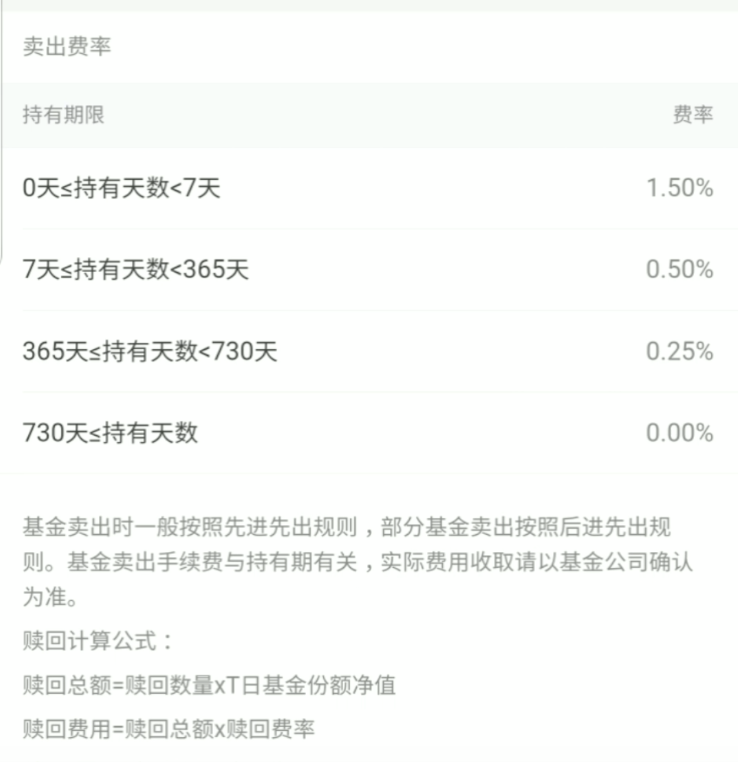 卖出费率
持有期限 费率
0天≤持有天数<7天 1.50%
7天≤持有天数<365天 0.50%
365天≤持有天数<730天 0.25%
730天≤持有天数 0.00%
基金卖出时一般按照先进先出规则，部分基金卖出按照后进先出规
则。基金卖出手续费与持有期有关，实际费用收取请以基金公司确认
为准。
赎回计算公式：
赎回总额=赎回数量xT日基金份额净值
赎回费用=赎回总额x赎回费率